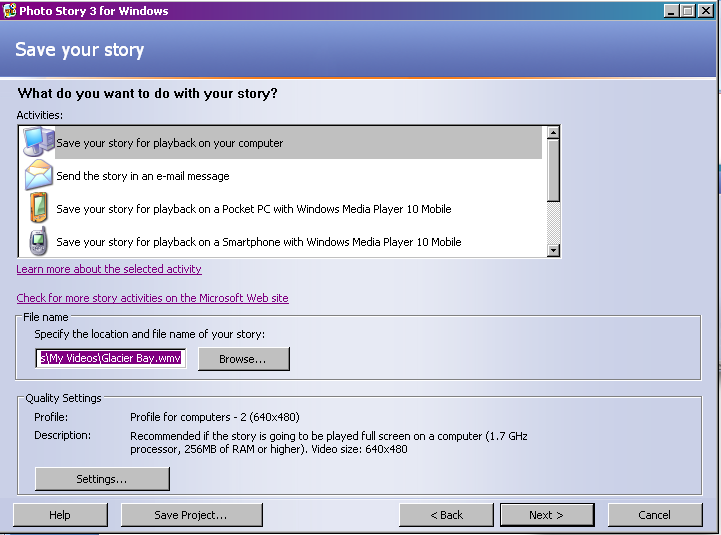 Photo Story 3 for Windows
Save your story
What do you want to do with your story?
Activities:
Save your story for playback on your computer
Send the story in an e-mail message
Save your story for playback on a Pocket PC with Windows Media Player 10 Mobile
Save your story for playback on a Smartphone with Windows Media Player 10 Mobile
Learn more about the selected activity
Check for more story activities on the Microsoft Web site
File name
Specify the location and file name of your story:
s\My Videos\Glacier Bay.wmv
Browse...
Quality Settings
Profile: Profile for computers - 2 (640x480)
Description: Recommended if the story is going to be played full screen on a computer (1.7 GHz
processor, 256MB of RAM or higher). Video size: 640x480
Settings...
Help Save Project... < Back Next > Cancel